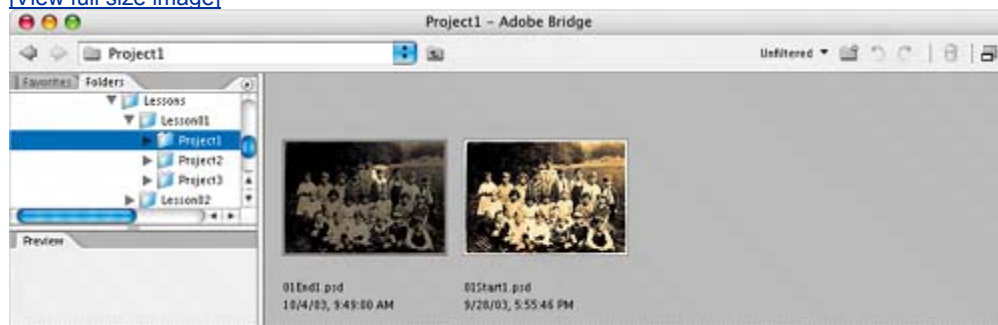 [View full size image]
Project1 – Adobe Bridge
Project1
Unfiltered
Favorites
Folders
Lessons
Lesson01
Project1
Project2
Project3
Lesson02
Preview
01End1.psd
01Start1.psd
10/4/03, 9:49:00 AM
9/28/03, 5:55:46 PM